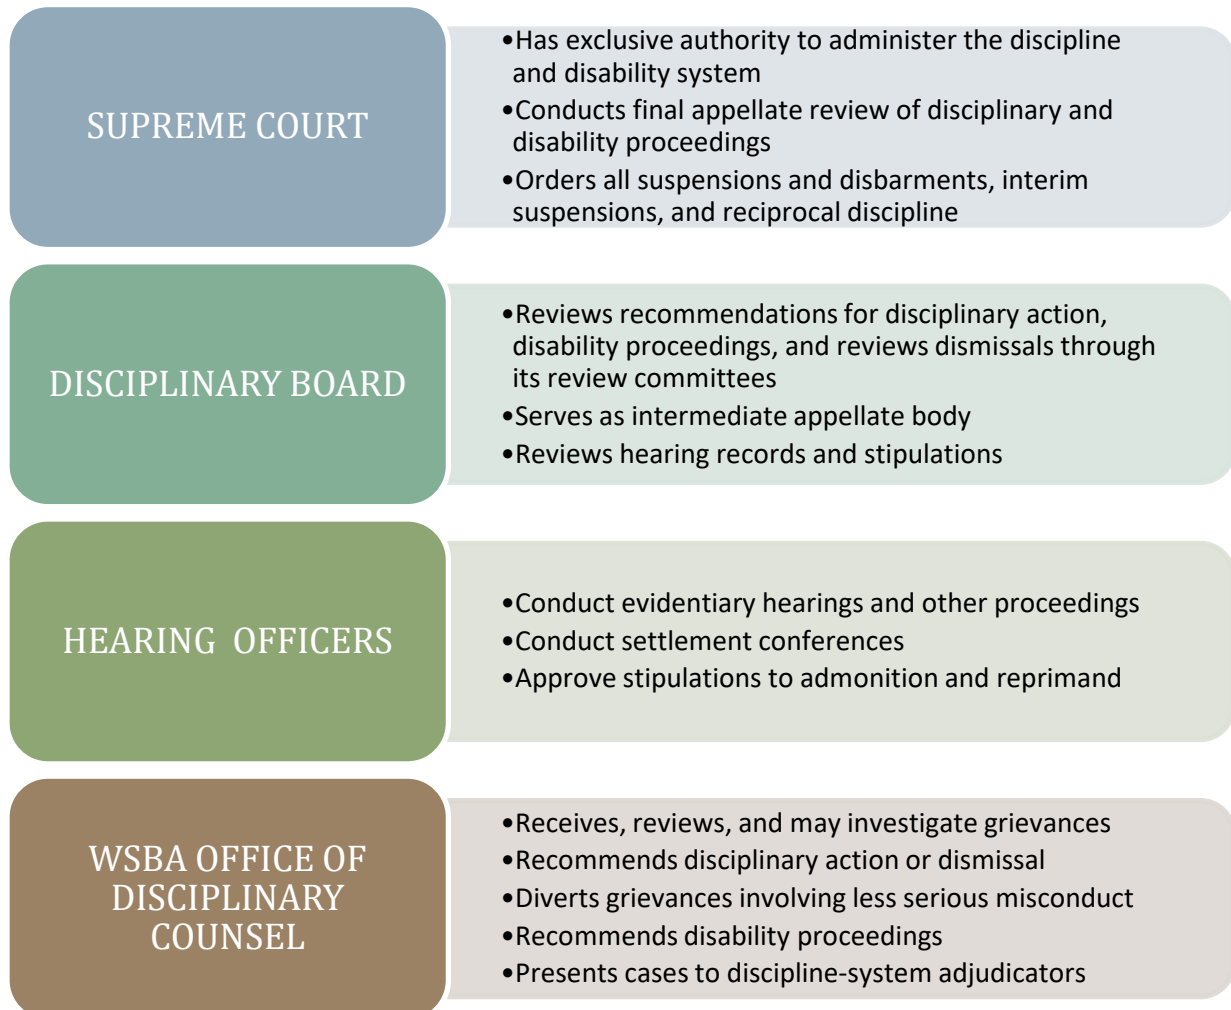 SUPREME COURT
•Has exclusive authority to administer the discipline
and disability system
•Conducts final appellate review of disciplinary and
disability proceedings
•Orders all suspensions and disbarments, interim
suspensions, and reciprocal discipline
DISCIPLINARY BOARD
•Reviews recommendations for disciplinary action,
disability proceedings, and reviews dismissals through
its review committees
•Serves as intermediate appellate body
•Reviews hearing records and stipulations
HEARING OFFICERS
•Conduct evidentiary hearings and other proceedings
•Conduct settlement conferences
•Approve stipulations to admonition and reprimand
WSBA OFFICE OF
DISCIPLINARY
COUNSEL
•Receives, reviews, and may investigate grievances
•Recommends disciplinary action or dismissal
•Diverts grievances involving less serious misconduct
•Recommends disability proceedings
•Presents cases to discipline-system adjudicators